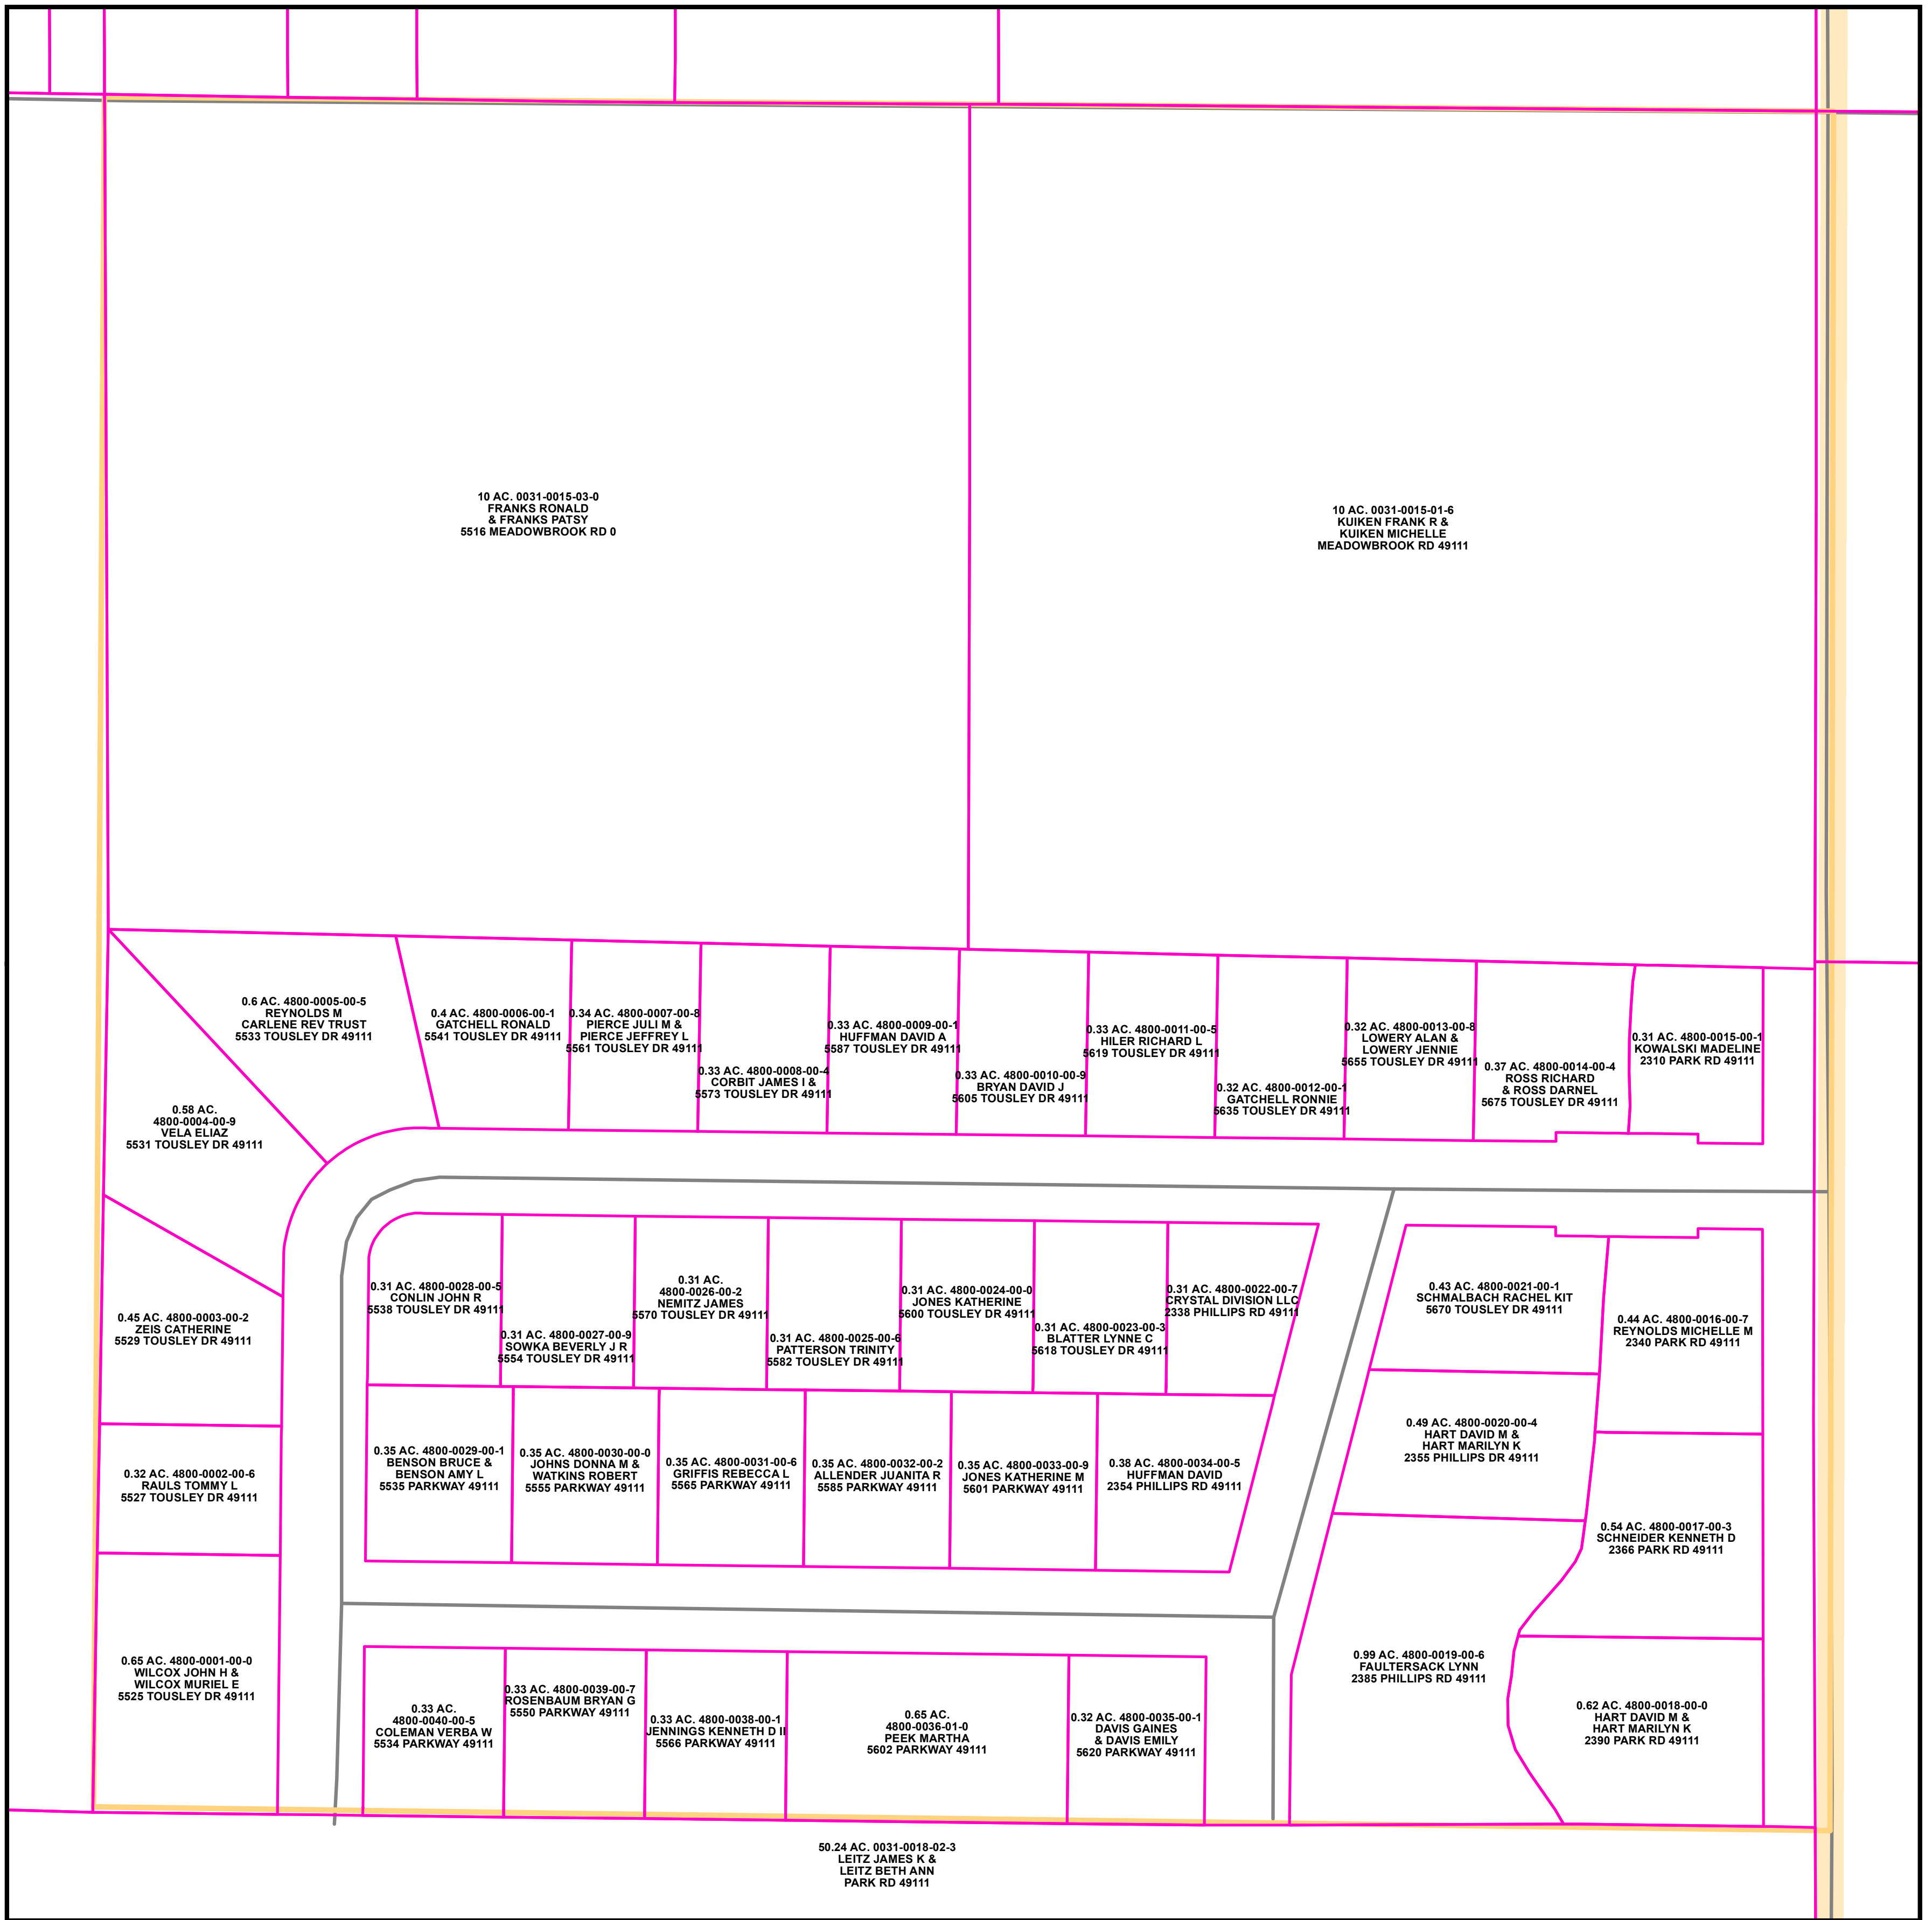 10 AC. 0031-0015-03-0
FRANKS RONALD
& FRANKS PATSY
5516 MEADOWBROOK RD 0
10 AC. 0031-0015-01-6
KUIKEN FRANK R &
KUIKEN MICHELLE
MEADOWBROOK RD 49111
0.6 AC. 4800-0005-00-5
REYNOLDS M
CARLENE REV TRUST
5533 TOUSLEY DR 49111
0.4 AC. 4800-0006-00-1
GATCHELL RONALD
5541 TOUSLEY DR 49111
0.34 AC. 4800-0007-00-8
PIERCE JULI M &
PIERCE JEFFREY L
5561 TOUSLEY DR 49111
0.33 AC. 4800-0008-00-4
CORBIT JAMES I &
5573 TOUSLEY DR 49111
0.33 AC. 4800-0009-00-1
HUFFMAN DAVID A
5587 TOUSLEY DR 49111
0.33 AC. 4800-0010-00-9
BRYAN DAVID J
5605 TOUSLEY DR 49111
0.33 AC. 4800-0011-00-5
HILER RICHARD L
5619 TOUSLEY DR 49111
0.32 AC. 4800-0012-00-1
GATCHELL RONNIE
5635 TOUSLEY DR 49111
0.32 AC. 4800-0013-00-8
LOWERY ALAN &
LOWERY JENNIE
5655 TOUSLEY DR 49111
0.37 AC. 4800-0014-00-4
ROSS RICHARD
& ROSS DARNEL
5675 TOUSLEY DR 49111
0.31 AC. 4800-0015-00-1
KOWALSKI MADELINE
2310 PARK RD 49111
0.58 AC.
4800-0004-00-9
VELA ELIAZ
5531 TOUSLEY DR 49111
0.45 AC. 4800-0003-00-2
ZEIS CATHERINE
5529 TOUSLEY DR 49111
0.31 AC. 4800-0028-00-5
CONLIN JOHN R
5538 TOUSLEY DR 49111
0.31 AC. 4800-0027-00-9
SOWKA BEVERLY J R
5554 TOUSLEY DR 49111
0.31 AC.
4800-0026-00-2
NEMITZ JAMES
5570 TOUSLEY DR 49111
0.31 AC. 4800-0025-00-6
PATTERSON TRINITY
5582 TOUSLEY DR 49111
0.31 AC. 4800-0024-00-0
JONES KATHERINE
5600 TOUSLEY DR 49111
0.31 AC. 4800-0023-00-3
BLATTER LYNNE C
5618 TOUSLEY DR 49111
0.31 AC. 4800-0022-00-7
CRYSTAL DIVISION LLC
2338 PHILLIPS RD 49111
0.43 AC. 4800-0021-00-1
SCHMALBACH RACHEL KIT
5670 TOUSLEY DR 49111
0.44 AC. 4800-0016-00-7
REYNOLDS MICHELLE M
2340 PARK RD 49111
0.32 AC. 4800-0002-00-6
RAULS TOMMY L
5527 TOUSLEY DR 49111
0.35 AC. 4800-0029-00-1
BENSON BRUCE &
BENSON AMY L
5535 PARKWAY 49111
0.35 AC. 4800-0030-00-0
JOHNS DONNA M &
WATKINS ROBERT
5555 PARKWAY 49111
0.35 AC. 4800-0031-00-6
GRIFFIS REBECCA L
5565 PARKWAY 49111
0.35 AC. 4800-0032-00-2
ALLENDER JUANITA R
5585 PARKWAY 49111
0.35 AC. 4800-0033-00-9
JONES KATHERINE M
5601 PARKWAY 49111
0.38 AC. 4800-0034-00-5
HUFFMAN DAVID
2354 PHILLIPS RD 49111
0.49 AC. 4800-0020-00-4
HART DAVID M &
HART MARILYN K
2355 PHILLIPS DR 49111
0.54 AC. 4800-0017-00-3
SCHNEIDER KENNETH D
2366 PARK RD 49111
0.65 AC. 4800-0001-00-0
WILCOX JOHN H &
WILCOX MURIEL E
5525 TOUSLEY DR 49111
0.33 AC.
4800-0040-00-5
COLEMAN VERBA W
5534 PARKWAY 49111
0.33 AC. 4800-0039-00-7
ROSENBAUM BRYAN G
5550 PARKWAY 49111
0.33 AC. 4800-0038-00-1
JENNINGS KENNETH D II
5566 PARKWAY 49111
0.65 AC.
4800-0036-01-0
PEEK MARTHA
5602 PARKWAY 49111
0.32 AC. 4800-0035-00-1
DAVIS GAINES
& DAVIS EMILY
5620 PARKWAY 49111
0.99 AC. 4800-0019-00-6
FAULTERSACK LYNN
2385 PHILLIPS RD 49111
0.62 AC. 4800-0018-00-0
HART DAVID M &
HART MARILYN K
2390 PARK RD 49111
50.24 AC. 0031-0018-02-3
LEITZ JAMES K &
LEITZ BETH ANN
PARK RD 49111